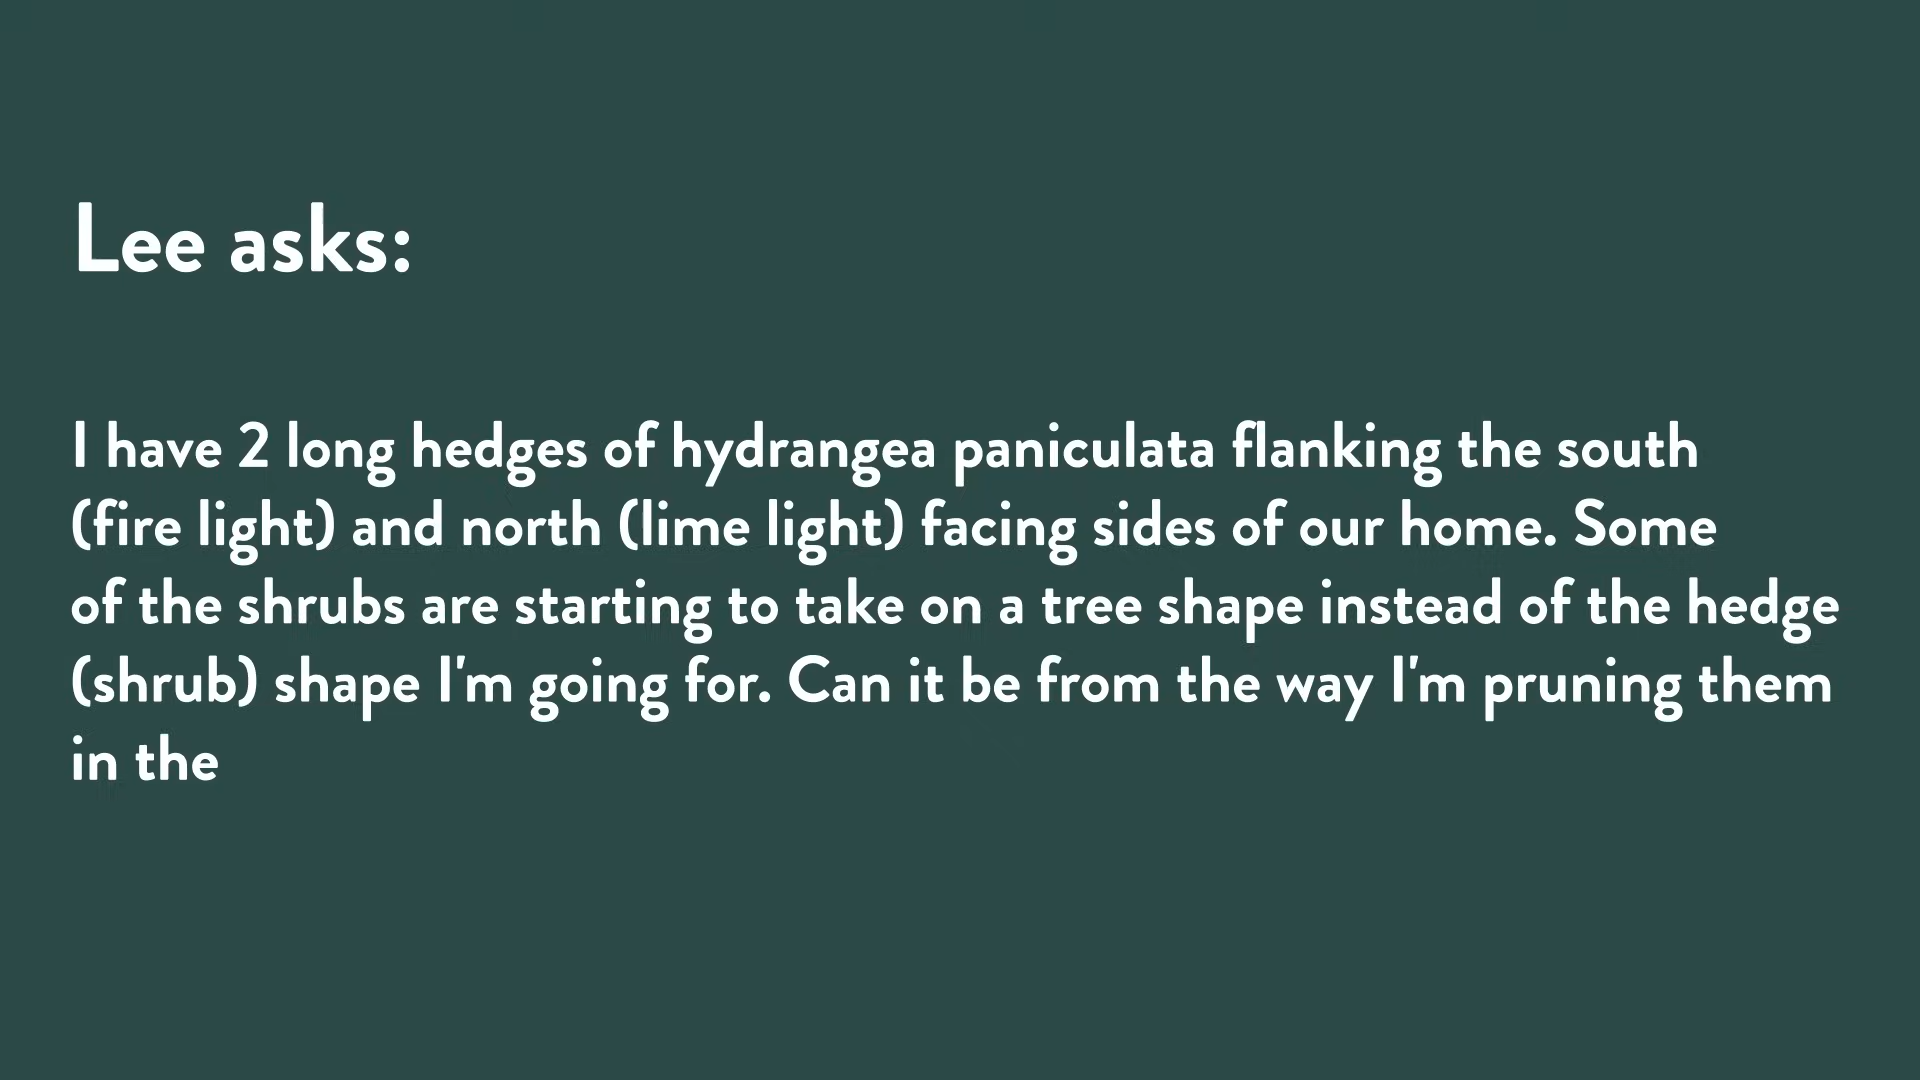 Lee asks:
I have 2 long hedges of hydrangea paniculata flanking the south
(fire light) and north (lime light) facing sides of our home. Some
of the shrubs are starting to take on a tree shape instead of the hedge
(shrub) shape I'm going for. Can it be from the way I'm pruning them
in the